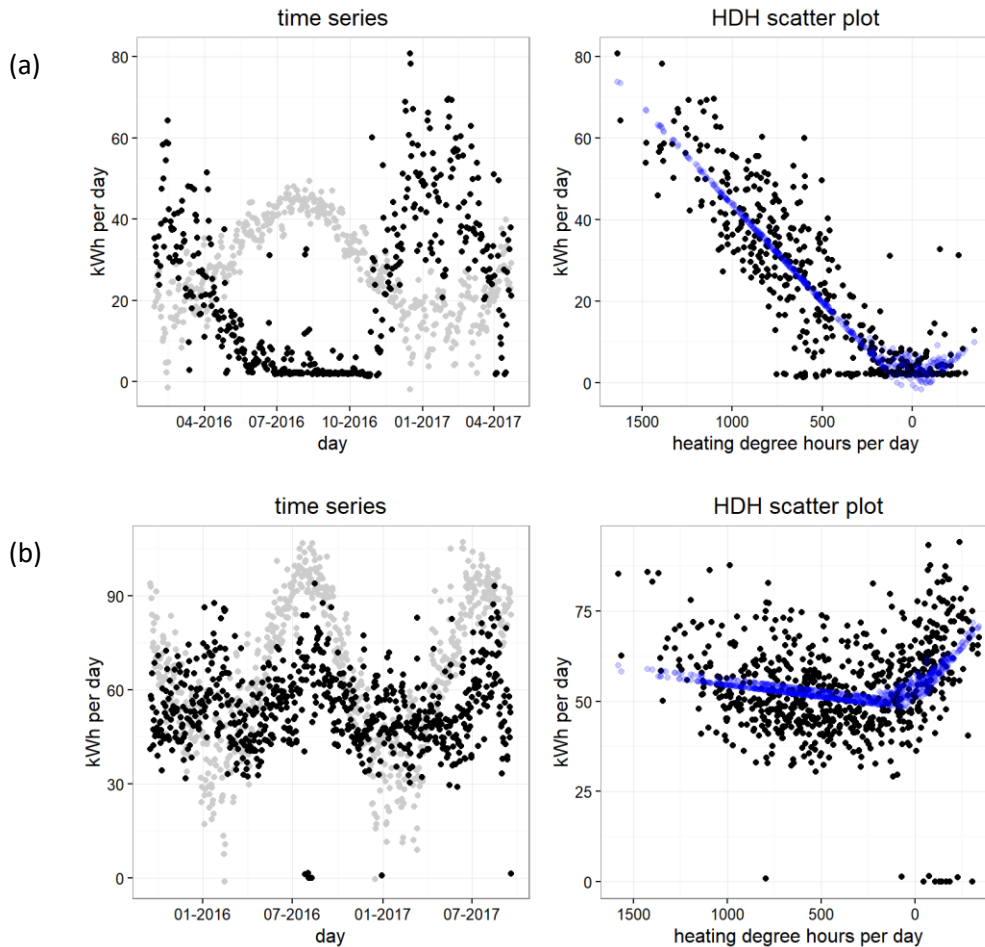 time series
HDH scatter plot
(a)
kWh per day
80
60
40
20
0
04-2016 07-2016 10-2016 01-2017 04-2017
day
kWh per day
80
60
40
20
0
1500 1000 500 0
heating degree hours per day
time series
HDH scatter plot
(b)
kWh per day
90
60
30
0
01-2016 07-2016 01-2017 07-2017
day
kWh per day
75
50
25
0
1500 1000 500 0
heating degree hours per day